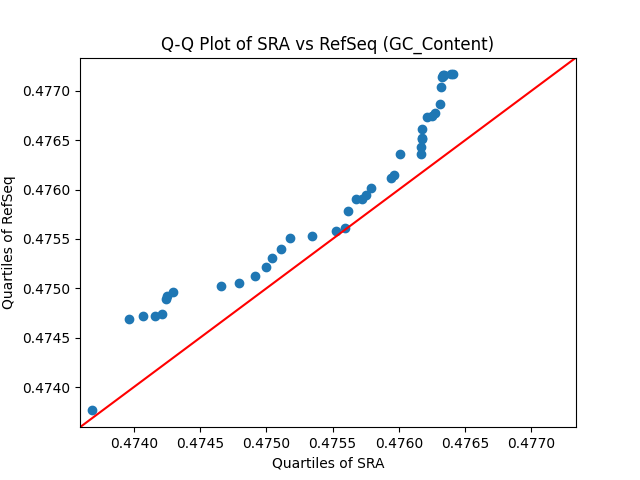 Q-Q Plot of SRA vs RefSeq (GC_Content)
Quartiles of RefSeq
0.4770
0.4765
0.4760
0.4755
0.4750
0.4745
0.4740
0.4740 0.4745 0.4750 0.4755 0.4760 0.4765 0.4770
Quartiles of SRA